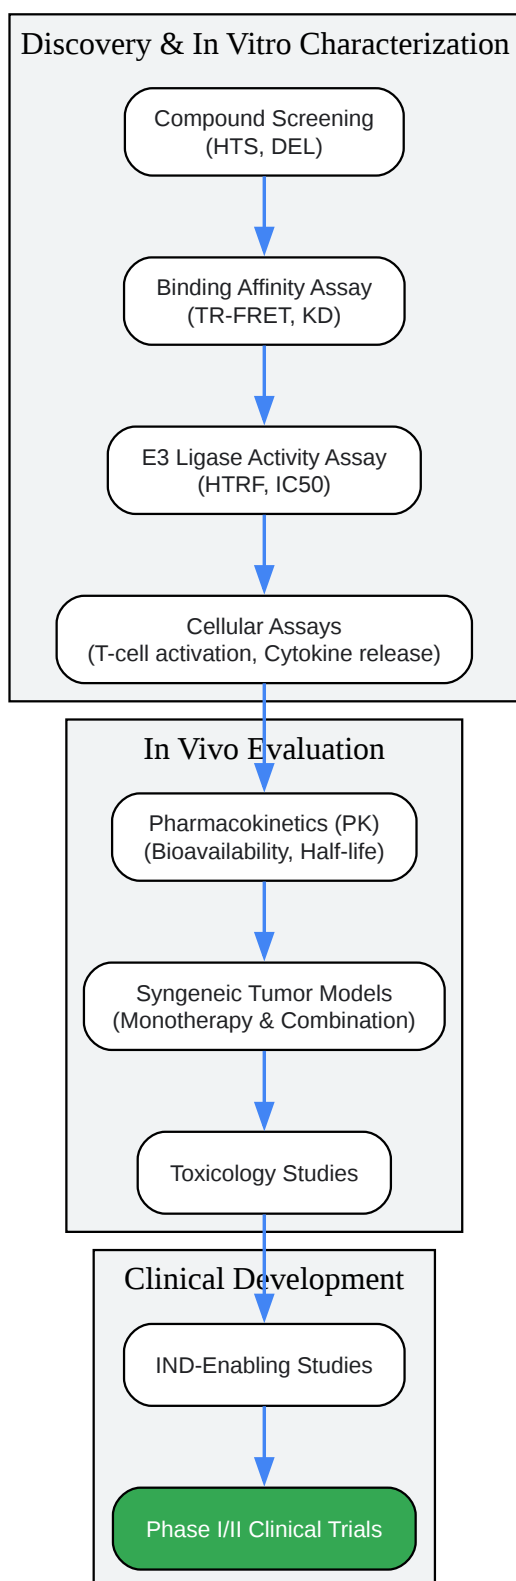 Discovery & In Vitro Characterization
Compound Screening
(HTS, DEL)
Binding Affinity Assay
(TR-FRET, KD)
E3 Ligase Activity Assay
(HTRF, IC50)
Cellular Assays
(T-cell activation, Cytokine release)
In Vivo Evaluation
Pharmacokinetics (PK)
(Bioavailability, Half-life)
Syngeneic Tumor Models
(Monotherapy & Combination)
Toxicology Studies
Clinical Development
IND-Enabling Studies
Phase I/II Clinical Trials